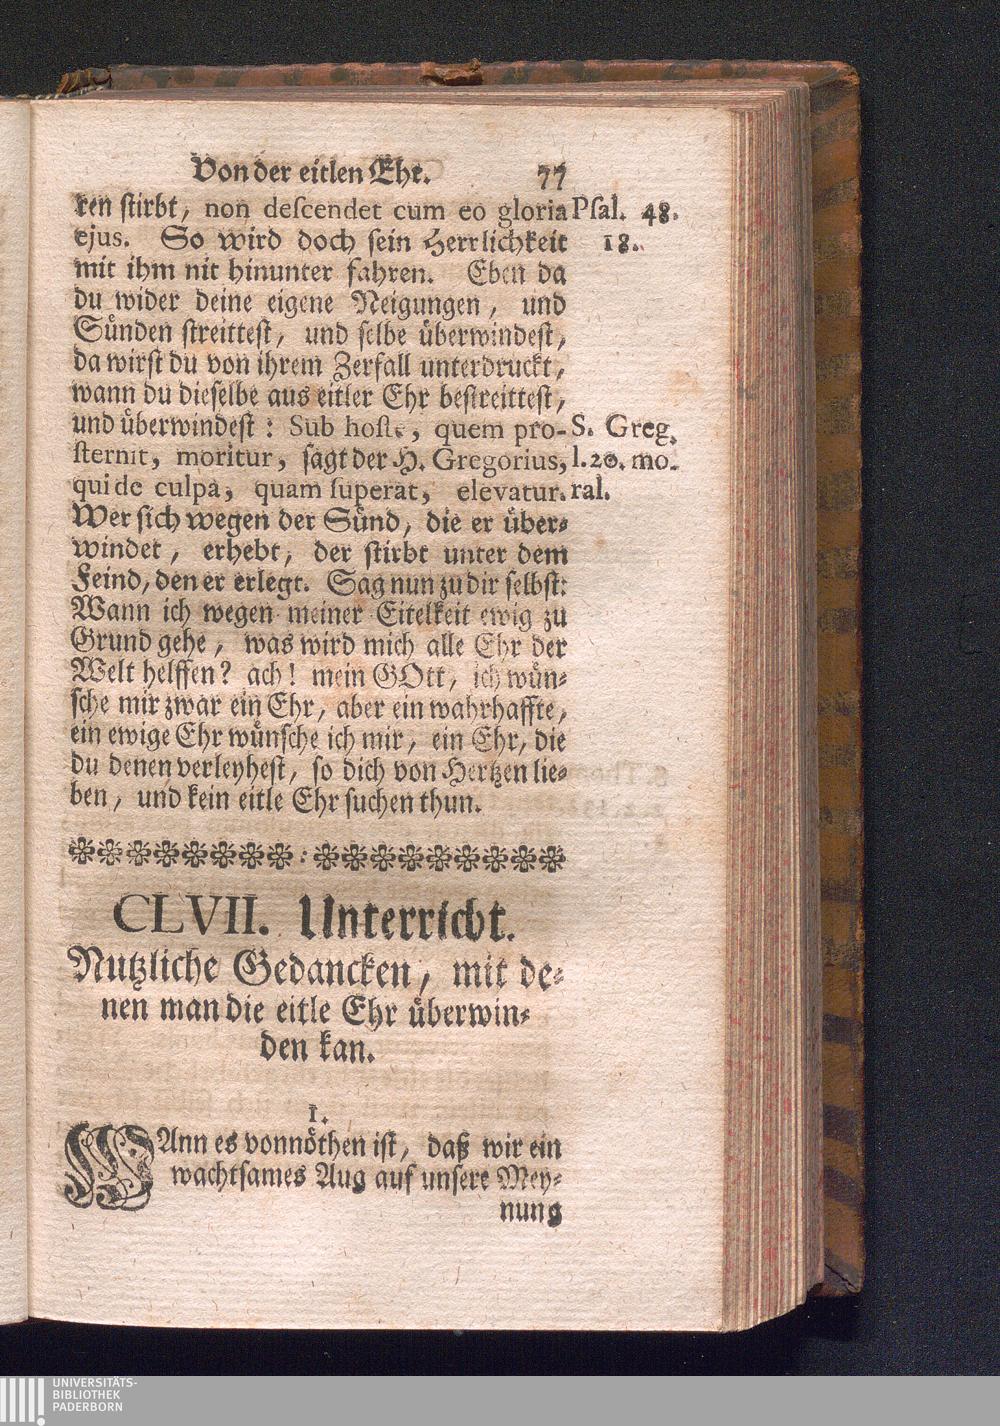 Von der eitlen Ehr. 77
ken stirbt, non descendet cum eo gloria Psal. 48.
ejus. So wird doch sein Herrlichkeit 18.
mit ihm nit hinunter fahren. Eben da
du wider deine eigene Neigungen, und
Sünden streittest, und selbe überwindest,
da wirst du von ihrem Zerfall unterdruckt,
wann du dieselbe aus eitler Ehr bestreittest,
und überwindest: Sub hoste, quem pro- S. Greg.
sternit, moritur, sagt der H. Gregorius, l. 20. mo.
qui de culpa, quam superat, elevatur. ral.
Wer sich wegen der Sünd, die er über-
windet, erhebt, der stirbt unter dem
Feind, den er erlegt. Sag nun zu dir selbst:
Wann ich wegen meiner Eitelkeit ewig zu
Grund gehe, was wird mich alle Ehr der
Welt helffen? ach! mein GOtt, ich wün-
sche mir zwar ein Ehr, aber ein wahrhaffte,
ein ewige Ehr wünsche ich mir, ein Ehr, die
du denen verleyhest, so dich von Hertzen lie-
ben, und kein eitle Ehr suchen thun.
CLVII. Unterricht.
Nutzliche Gedancken, mit de-
nen man die eitle Ehr überwin-
den kan.
1.
WAnn es vonnöthen ist, daß wir ein
wachtsames Aug auf unsere Mey-
nung
UNIVERSITÄTS-
BIBLIOTHEK
PADERBORN